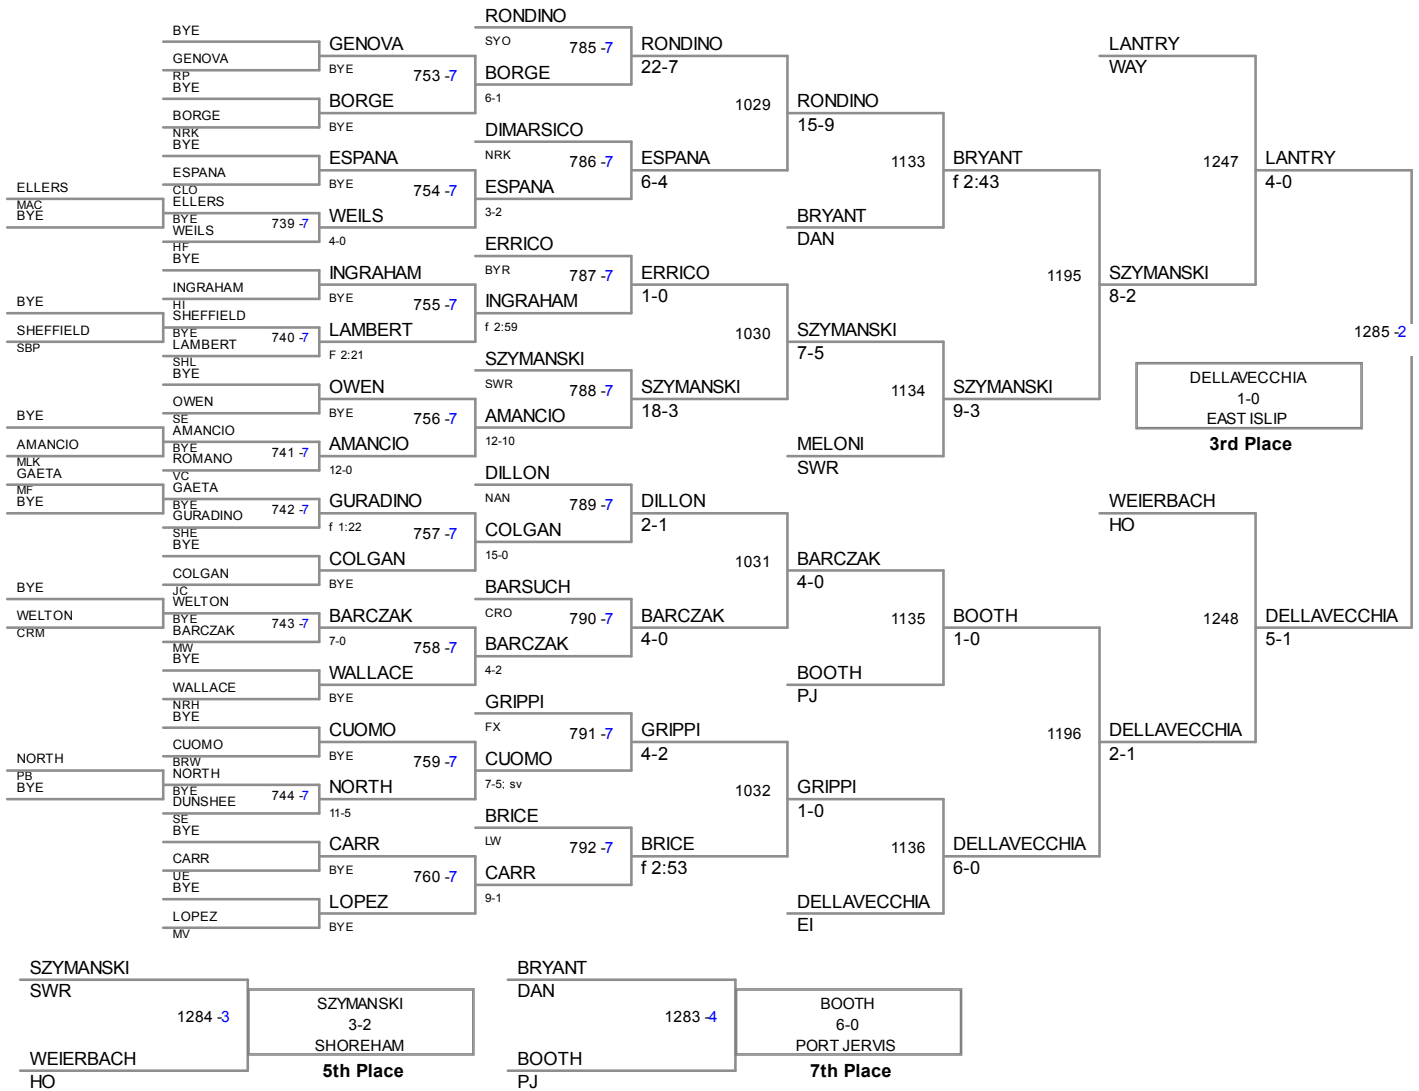 RONDINO
BYE
SYO
785 -7
GENOVA
RONDINO
LANTRY
GENOVA
BYE
753 -7
BORGE
22-7
WAY
RP
BYE
BORGE
6-1
1029
RONDINO
BORGE
BYE
DIMARSICO
15-9
NRK
BYE
ESPANA
NRK
786 -7
ESPANA
1133
BRYANT
1247
LANTRY
ESPANA
BYE
754 -7
ESPANA
6-4
f 2:43
4-0
ELLERS
CLO
ELLERS
MAC
BYE
BYE
WEILS
739 -7
WEILS
3-2
BRYANT
4-0
DAN
HF
BYE
ERRICO
INGRAHAM
BYR
787 -7
ERRICO
1195
SZYMANSKI
INGRAHAM
BYE
755 -7
INGRAHAM
1-0
8-2
BYE
HI
SHEFFIELD
SHEFFIELD
BYE
LAMBERT
740 -7
LAMBERT
f 2:59
1030
SZYMANSKI
1285 -2
SBP
F 2:21
SZYMANSKI
7-5
SHL
BYE
OWEN
SWR
788 -7
SZYMANSKI
1134
SZYMANSKI
DELLAVECCHIA
OWEN
BYE
756 -7
AMANCIO
18-3
9-3
1-0
BYE
SE
AMANCIO
EAST ISLIP
AMANCIO
BYE
ROMANO
741 -7
AMANCIO
12-10
MELONI
3rd Place
MLK
GAETA
12-0
DILLON
SWR
VC
GAETA
MF
BYE
BYE
GURADINO
742 -7
GURADINO
NAN
789 -7
DILLON
WEIERBACH
f 1:22
757 -7
COLGAN
2-1
HO
SHE
BYE
COLGAN
15-0
1031
BARCZAK
COLGAN
BYE
BARSUCH
4-0
BYE
JC
WELTON
WELTON
BYE
BARCZAK
743 -7
BARCZAK
CRO
790 -7
BARCZAK
1135
BOOTH
1248
DELLAVECCHIA
CRM
7-0
758 -7
BARCZAK
4-0
1-0
5-1
MW
BYE
WALLACE
4-2
BOOTH
WALLACE
BYE
GRIPPI
PJ
NRH
BYE
CUOMO
FX
791 -7
GRIPPI
1196
DELLAVECCHIA
CUOMO
BYE
759 -7
CUOMO
4-2
2-1
NORTH
BRW
NORTH
PB
BYE
BYE
DUNSHEE
744 -7
NORTH
7-5; sv
1032
GRIPPI
11-5
BRICE
1-0
SE
BYE
CARR
LW
792 -7
BRICE
1136
DELLAVECCHIA
CARR
BYE
760 -7
CARR
f 2:53
6-0
UE
BYE
LOPEZ
9-1
DELLAVECCHIA
LOPEZ
BYE
EI
MV
SZYMANSKI
BRYANT
SWR
DAN
1284 -3
SZYMANSKI
3-2
SHOREHAM
1283 -4
BOOTH
6-0
PORT JERVIS
WEIERBACH
5th Place
BOOTH
7th Place
HO
PJ